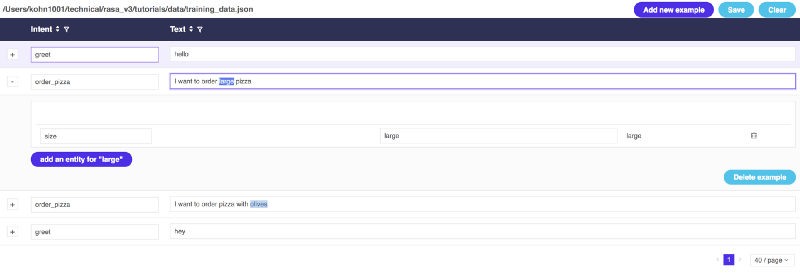 /Users/kohn1001/technical/rasa_v3/tutorials/data/training_data.json Add new example Save Clear
Intent Text
+ greet hello
- order_pizza I want to order large pizza
size large large
add an entity for "large"
Delete example
+ order_pizza I want to order pizza with olives
+ greet hey
< 1 > 40 / page